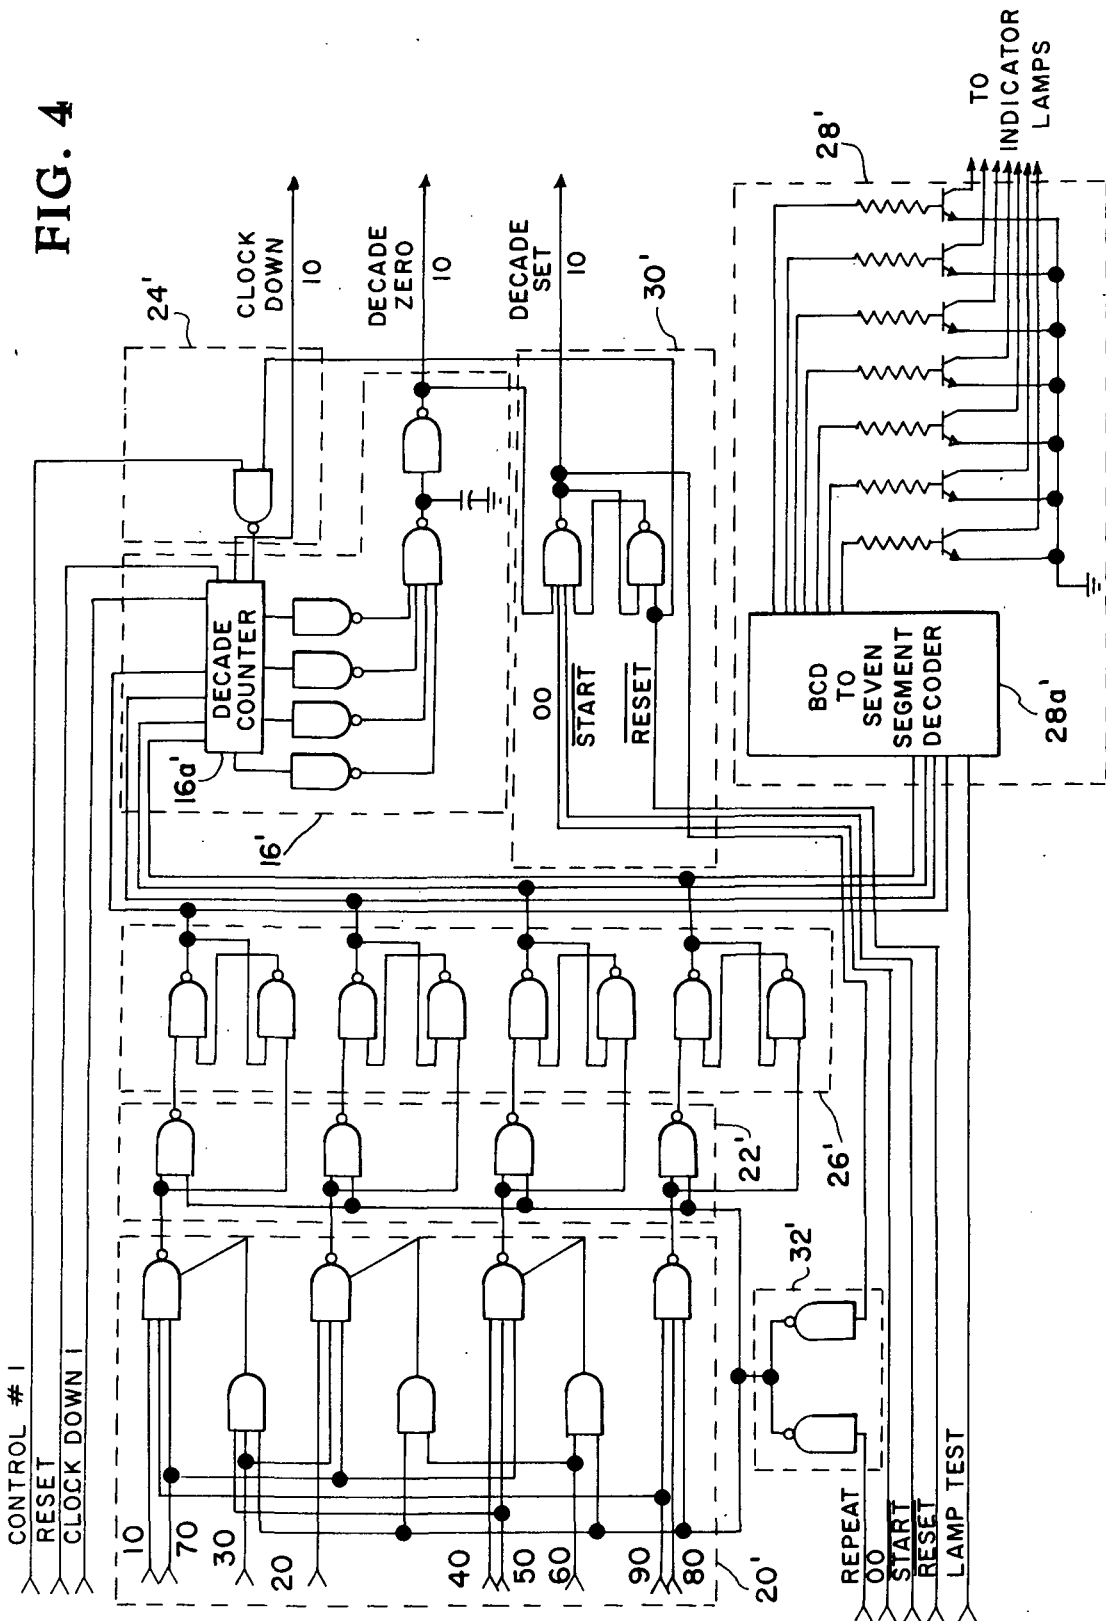 FIG. 4
CONTROL # 1
RESET
CLOCK DOWN 1
24'
CLOCK
DOWN
10
DECADE
ZERO
10
DECADE
SET
10
30'
DECADE
COUNTER
16a'
16'
00
START
RESET
28'
TO
INDICATOR
LAMPS
BCD
TO
SEVEN
SEGMENT
DECODER
28a'
26'
22'
32'
20'
10
70
30
20
40
50
60
90
80
REPEAT
00
START
RESET
LAMP TEST